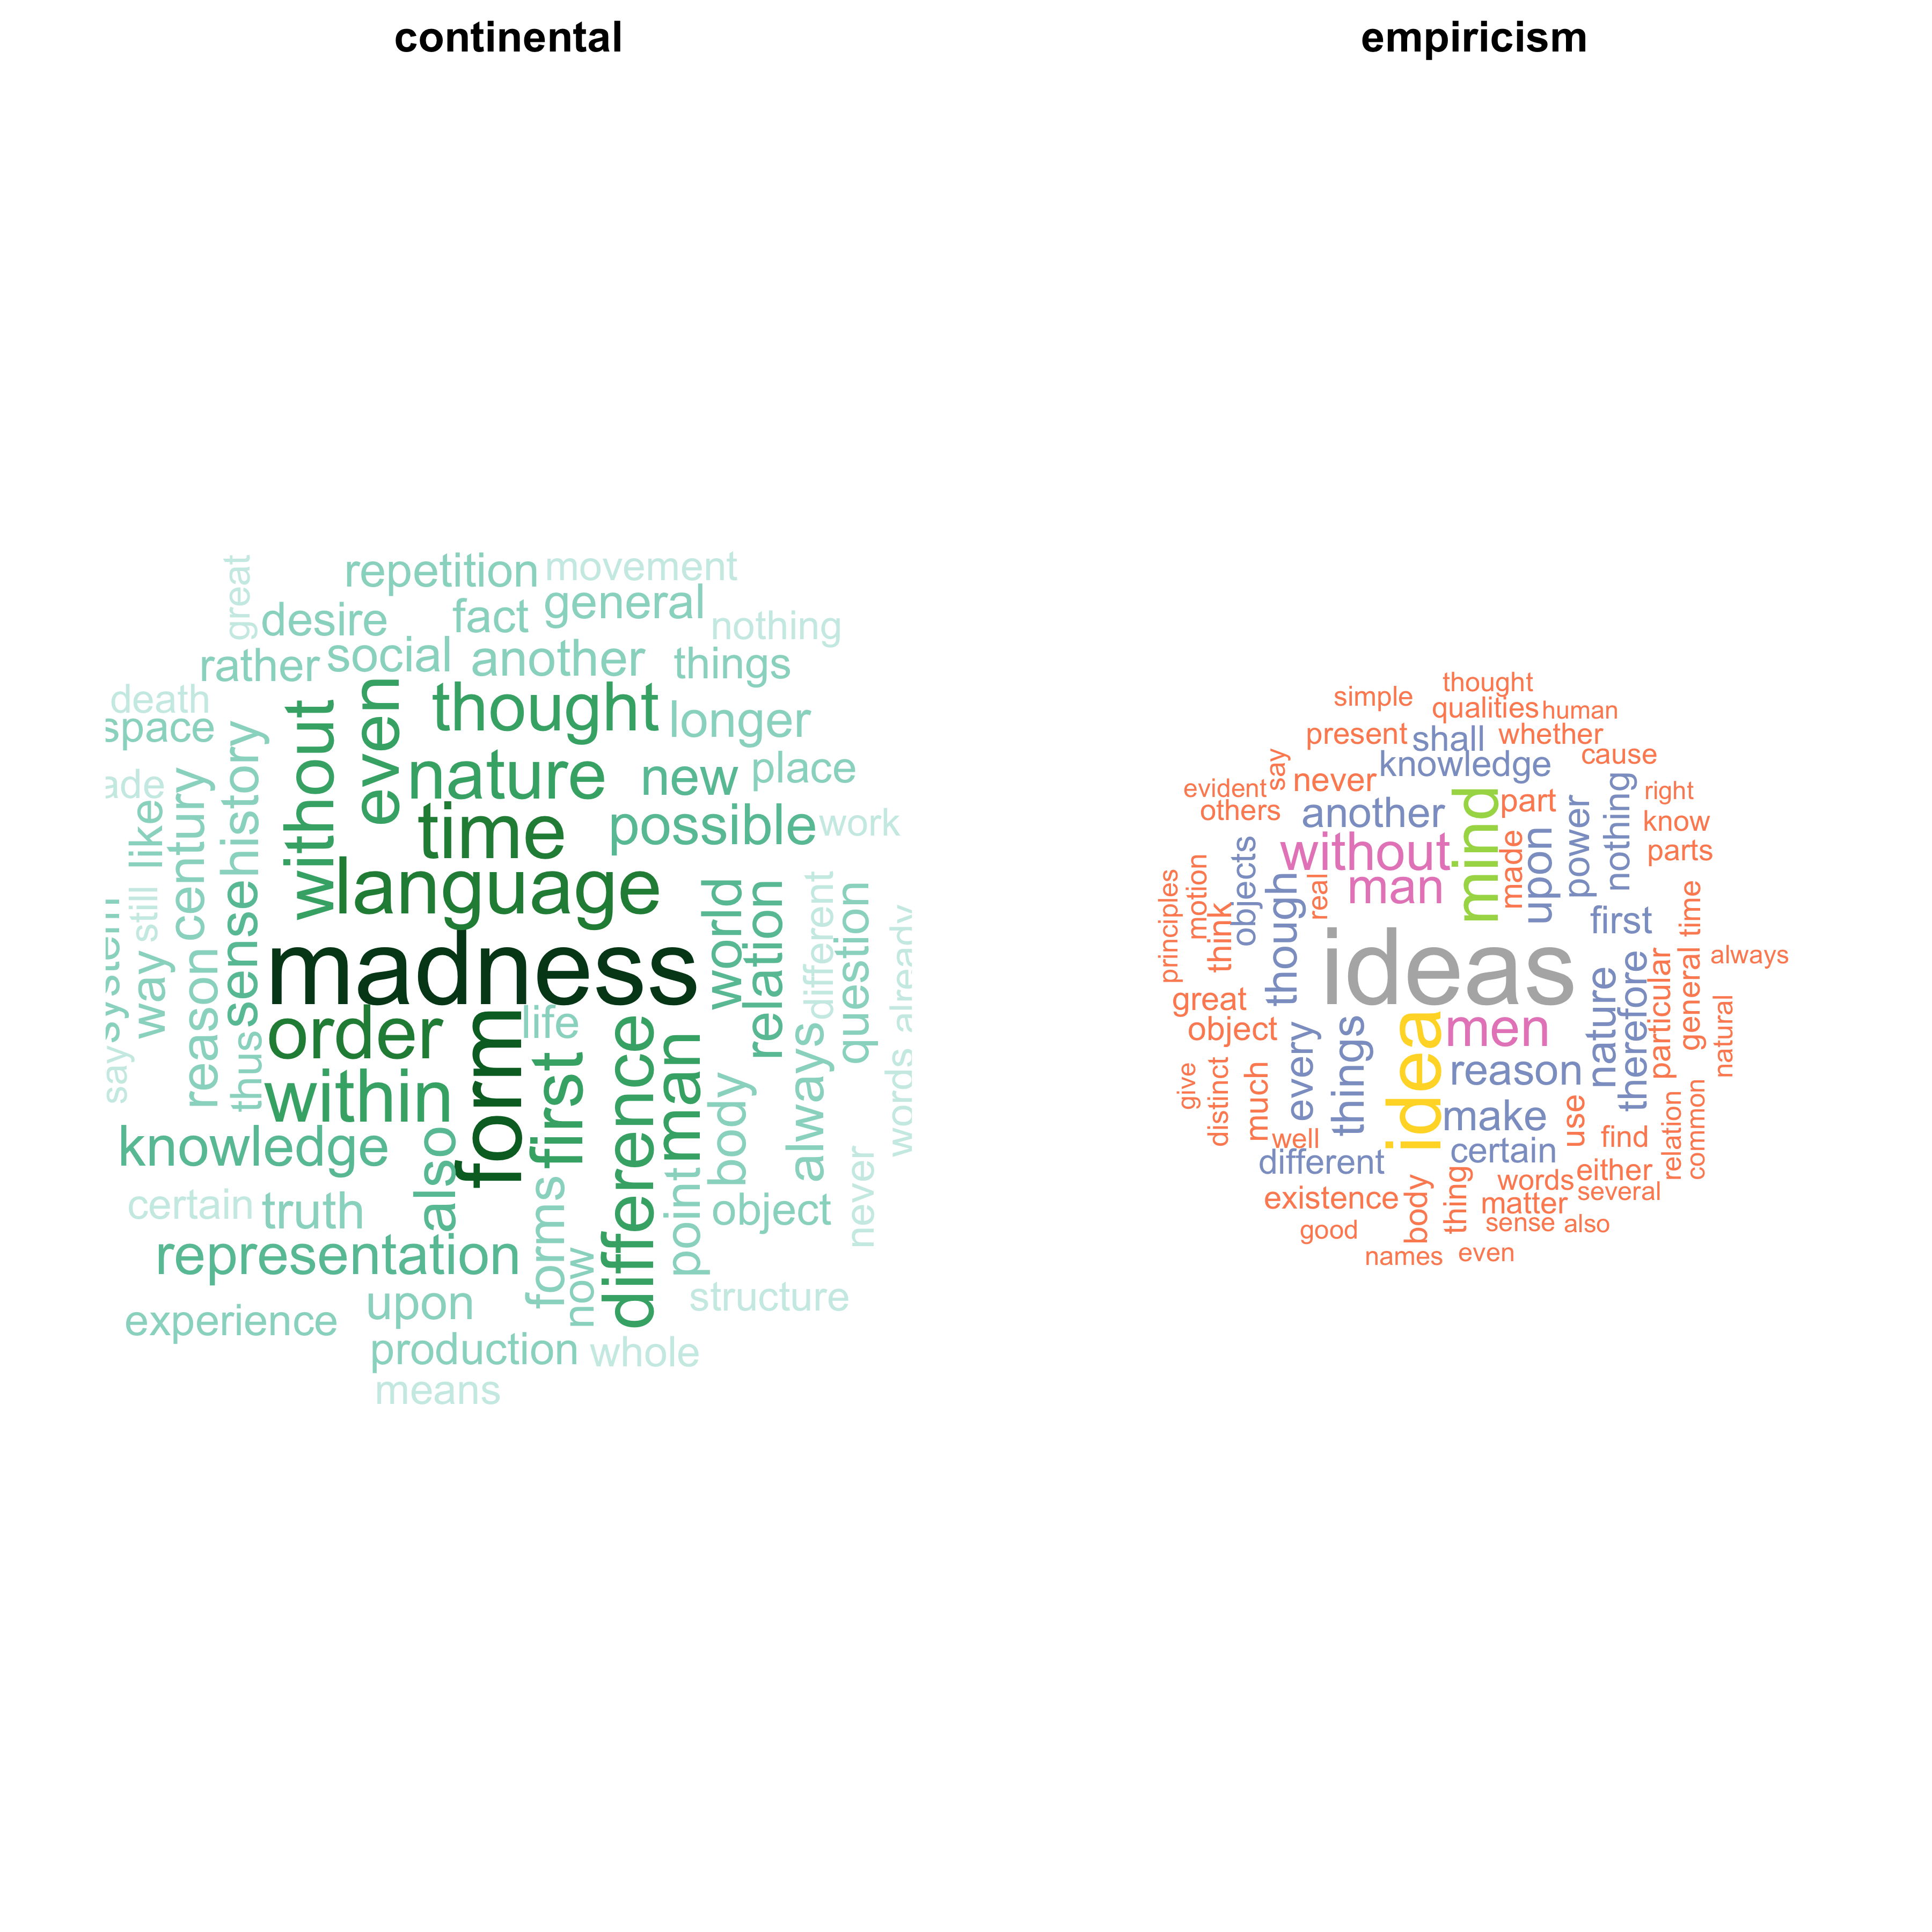 continental
great
repetition
movement
desire
fact
general
nothing
rather
social
another
things
death
space
without
even
thought
longer
history
nature
new
place
century
like
time
possible
work
still
way
reason
sense
language
world
relation
different
question
already
madness
thus
order
life
form
say
within
first
difference
man
body
always
words
knowledge
also
never
certain
truth
forms
now
point
object
representation
experience
upon
structure
production
whole
means
empiricism
thought
simple
qualities
human
present
shall
whether
say
knowledge
cause
evident
never
others
another
mind
part
power
nothing
right
know
parts
without
made
upon
man
real
objects
though
principles
motion
think
first
time
ideas
always
great
object
idea
men
nature
therefore
particular
general
natural
every
things
reason
give
distinct
much
well
make
use
find
relation
common
different
certain
existence
body
thing
words
either
matter
several
good
sense
also
names
even